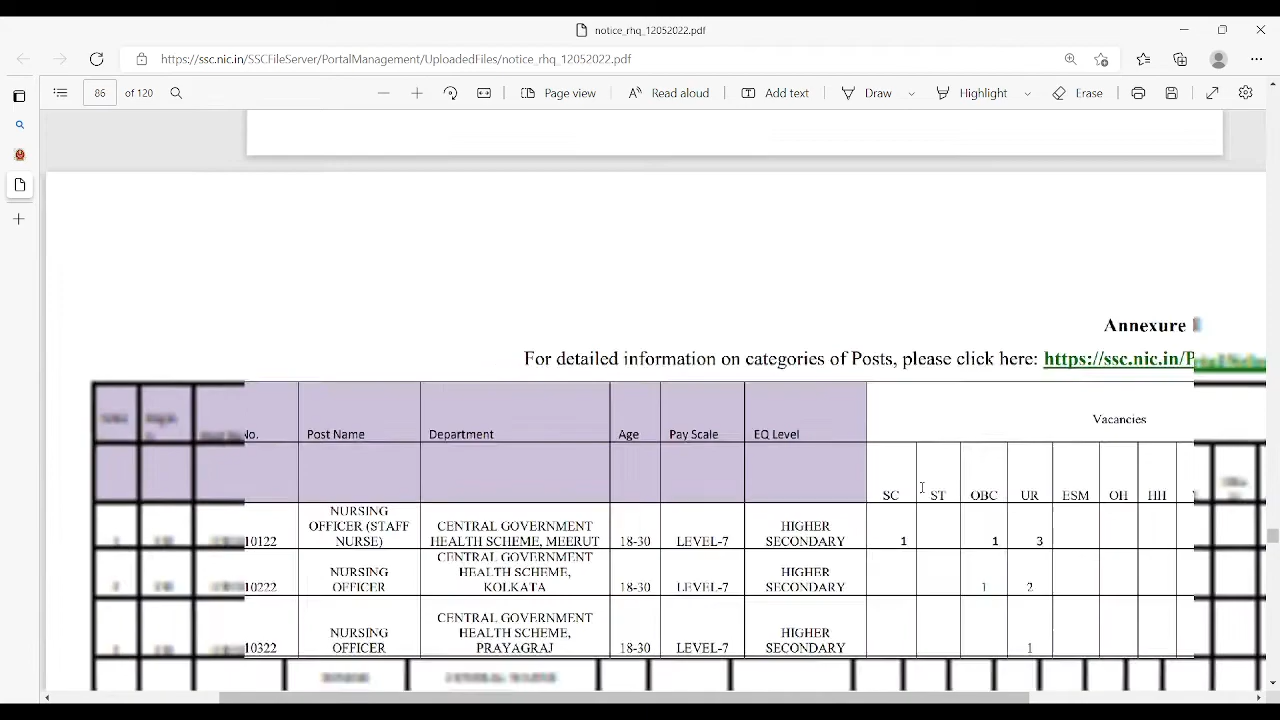 notice_rhq_12052022.pdf
https://ssc.nic.in/SSCFileServer/PortalManagement/UploadedFiles/notice_rhq_12052022.pdf
86 of 120 Page view Read aloud Add text Draw Highlight Erase
Annexure
For detailed information on categories of Posts, please click here: https://ssc.nic.in/P
No. Post Name Department Age Pay Scale EQ Level Vacancies
SC ST OBC UR ESM OH HH
10122 NURSING OFFICER (STAFF NURSE) CENTRAL GOVERNMENT HEALTH SCHEME, MEERUT 18-30 LEVEL-7 HIGHER SECONDARY 1 1 3
10222 NURSING OFFICER CENTRAL GOVERNMENT HEALTH SCHEME, KOLKATA 18-30 LEVEL-7 HIGHER SECONDARY 1 2
10322 NURSING OFFICER CENTRAL GOVERNMENT HEALTH SCHEME, PRAYAGRAJ 18-30 LEVEL-7 HIGHER SECONDARY 1